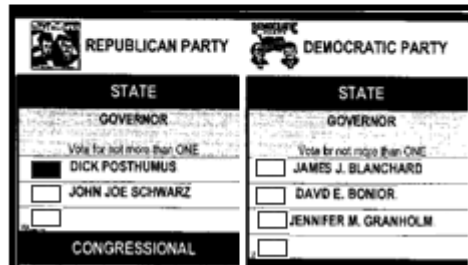 REPUBLICAN PARTY
STATE
GOVERNOR
Vote for not more than ONE
DICK POSTHUMUS
JOHN JOE SCHWARZ
CONGRESSIONAL
DEMOCRATIC PARTY
STATE
GOVERNOR
Vote for not more than ONE
JAMES J. BLANCHARD
DAVID E. BONIOR
JENNIFER M. GRANHOLM